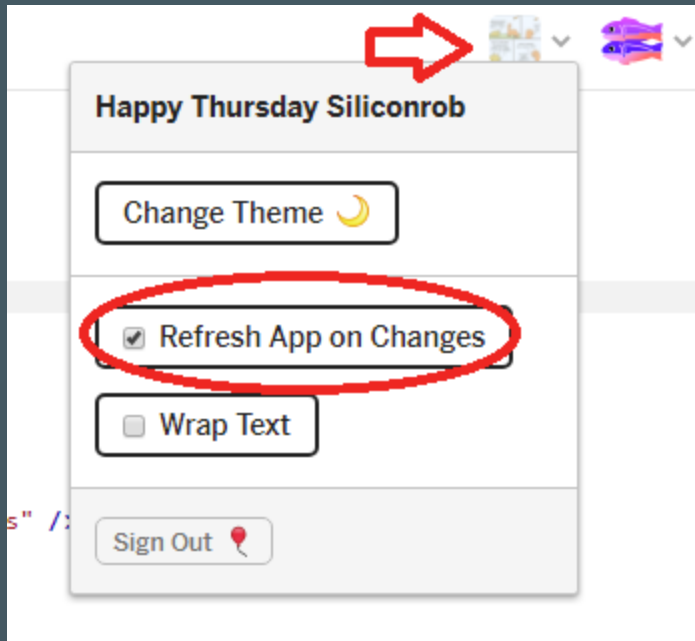 Happy Thursday Siliconrob
Change Theme 🌙
Refresh App on Changes
Wrap Text
s" /
Sign Out 🎈